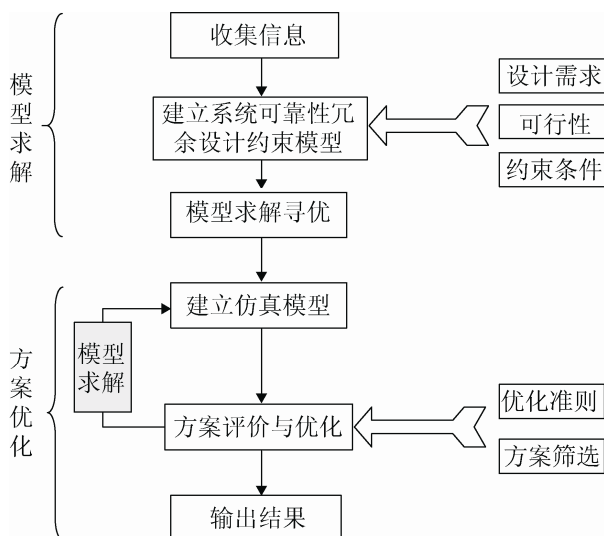 收集信息
模型求解
建立系统可靠性冗
余设计约束模型
设计需求
可行性
约束条件
模型求解寻优
建立仿真模型
方案优化
模型
求解
方案评价与优化
优化准则
方案筛选
输出结果